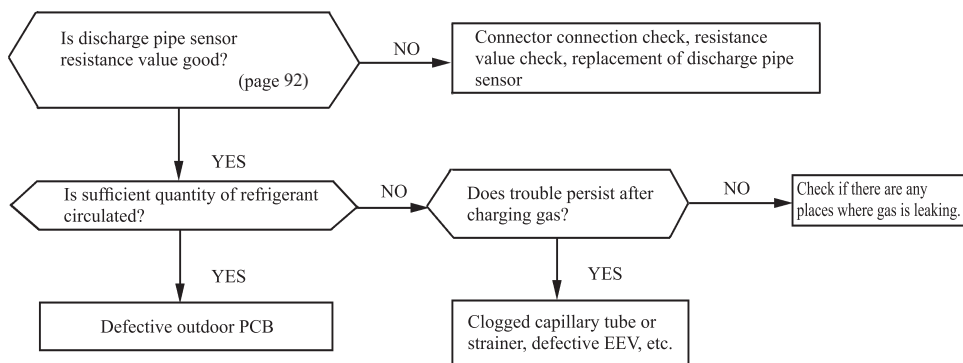 Is discharge pipe sensor
resistance value good?
(page 92)
NO
Connector connection check, resistance
value check, replacement of discharge pipe
sensor
YES
Is sufficient quantity of refrigerant
circulated?
NO
Does trouble persist after
charging gas?
NO
Check if there are any
places where gas is leaking.
YES
Defective outdoor PCB
YES
Clogged capillary tube or
strainer, defective EEV, etc.